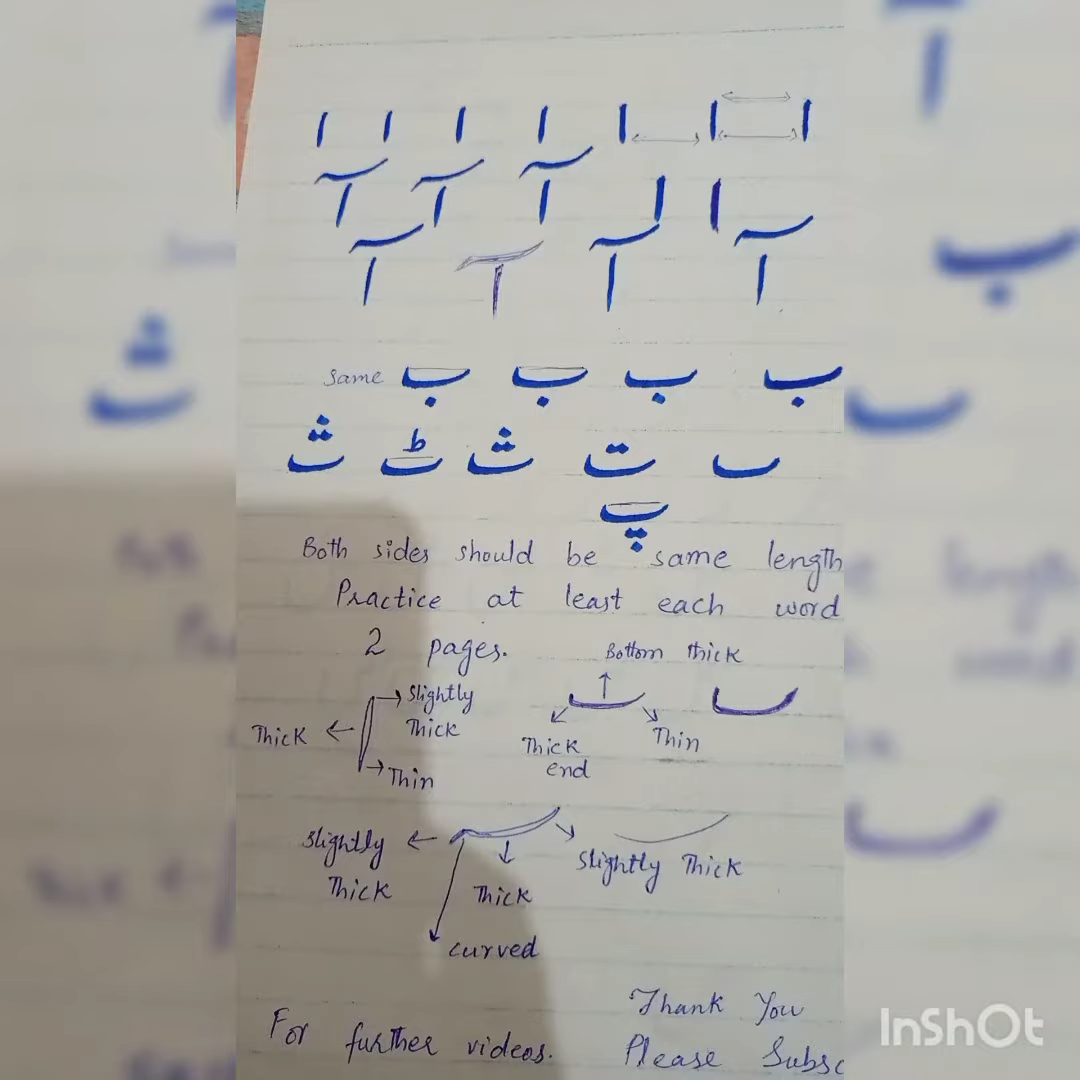 ا ا ا ا ا ا ا
آ آ آ ا ا
آ آ آ آ
same ب ب ب ب
ث ٹ ث ت ٮ
پ
Both sides should be same length
Practice at least each word
2 pages.
Bottom thick
Slightly Thick
Thick
Thin
Thick end
Thin
Slightly Thick
Thick
Slightly Thick
curved
Thank You
For further videos. Please Subsc
InShOt